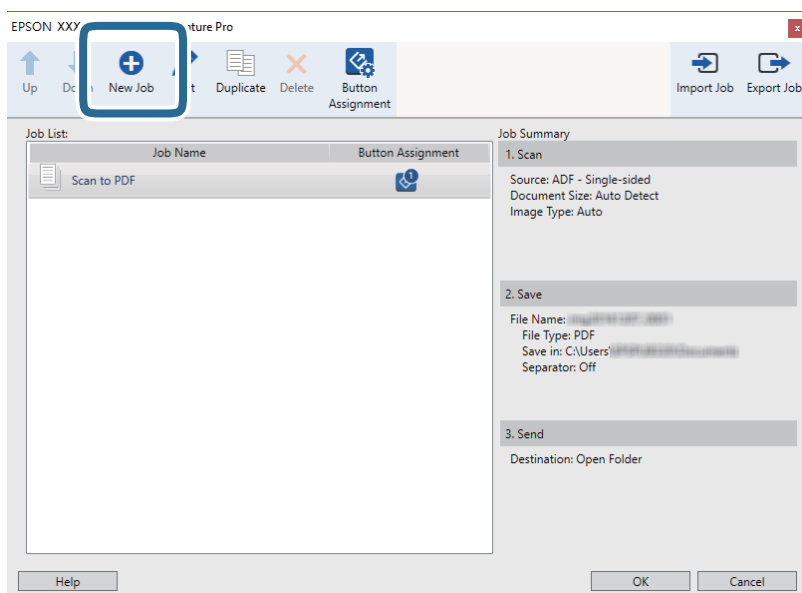 EPSON XXX ture Pro
Up
New Job
Duplicate
Delete
Button
Assignment
Import Job
Export Job
Job List:
Job Name
Button Assignment
Scan to PDF
1
Job Summary
1. Scan
Source: ADF - Single-sided
Document Size: Auto Detect
Image Type: Auto
2. Save
File Name:
File Type: PDF
Save in: C:\Users\
Separator: Off
3. Send
Destination: Open Folder
Help
OK
Cancel